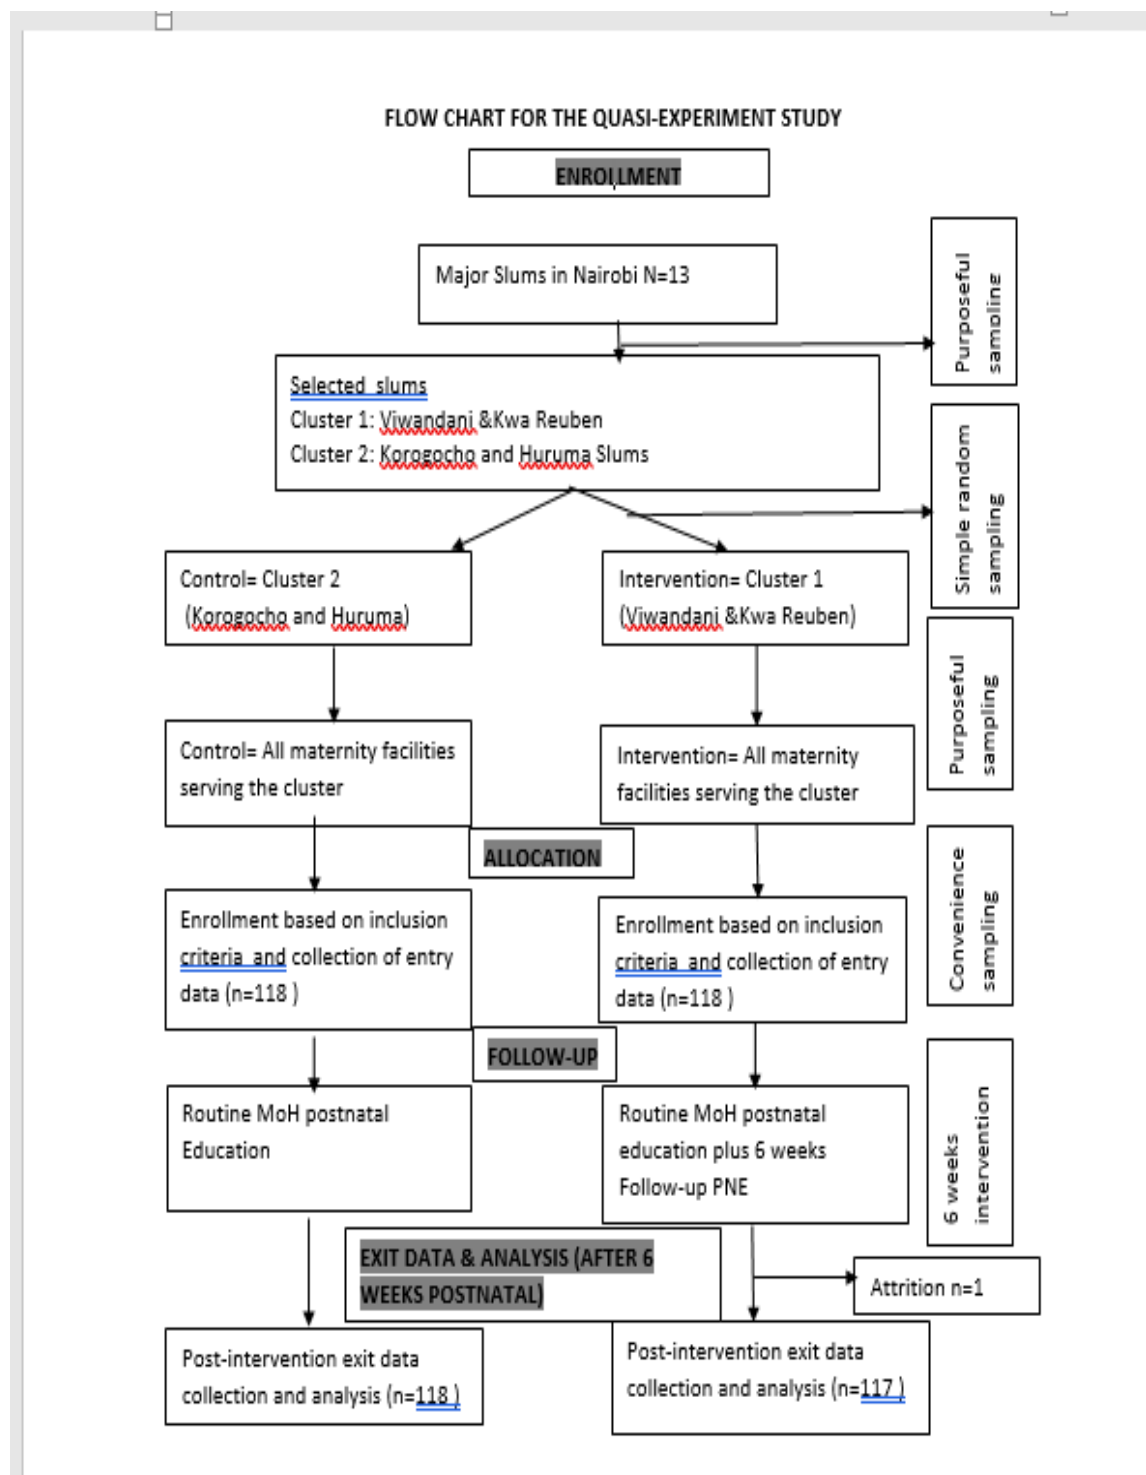 FLOW CHART FOR THE QUASI-EXPERIMENT STUDY
ENROLLMENT
Major Slums in Nairobi N=13
Purposeful
sampling
Selected slums
Cluster 1: Viwandani &Kwa Reuben
Cluster 2: Korogocho and Huruma Slums
Simple random
sampling
Control= Cluster 2
(Korogocho and Huruma)
Intervention= Cluster 1
(Viwandani &Kwa Reuben)
Purposeful
sampling
Control= All maternity facilities
serving the cluster
Intervention= All maternity
facilities serving the cluster
ALLOCATION
Convenience
sampling
Enrollment based on inclusion
criteria and collection of entry
data (n=118 )
Enrollment based on inclusion
criteria and collection of entry
data (n=118 )
FOLLOW-UP
Routine MoH postnatal
Education
Routine MoH postnatal
education plus 6 weeks
Follow-up PNE
6 weeks
intervention
EXIT DATA & ANALYSIS (AFTER 6
WEEKS POSTNATAL)
Attrition n=1
Post-intervention exit data
collection and analysis (n=118 )
Post-intervention exit data
collection and analysis (n=117 )